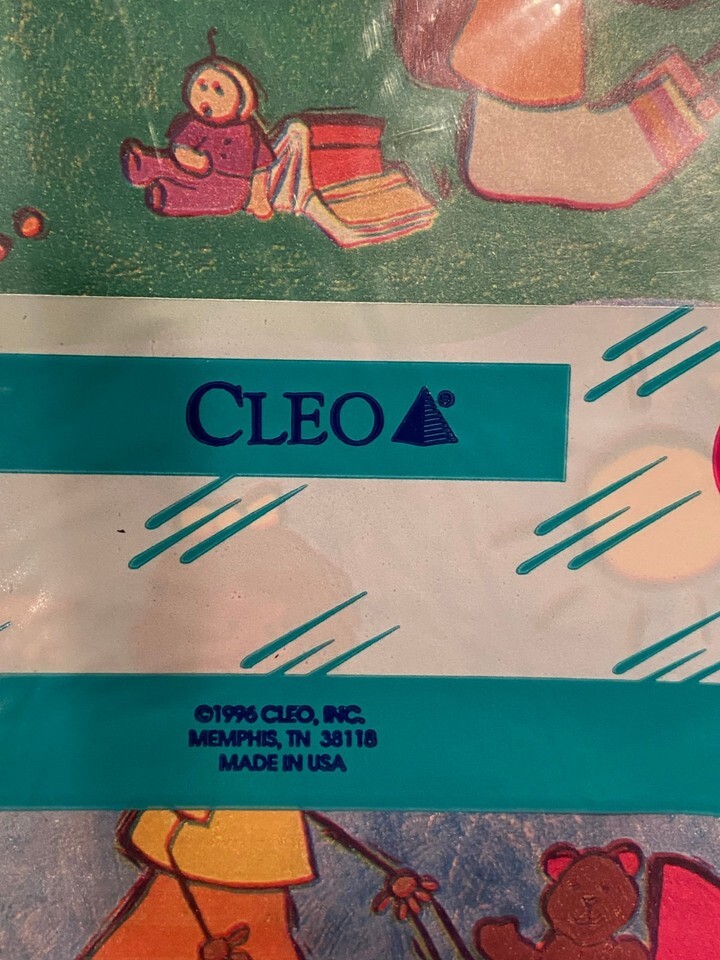 CLEO ®
©1996 CLEO, INC.
MEMPHIS, TN 38118
MADE IN USA